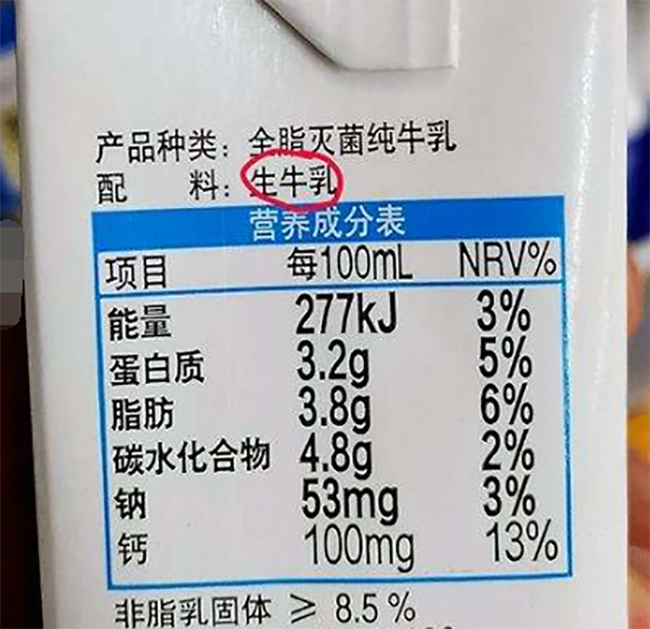 产品种类：全脂灭菌纯牛乳
配 料：生牛乳
营养成分表
项目 每100mL NRV%
能量 277kJ 3%
蛋白质 3.2g 5%
脂肪 3.8g 6%
碳水化合物 4.8g 2%
钠 53mg 3%
钙 100mg 13%
非脂乳固体 ≥ 8.5%